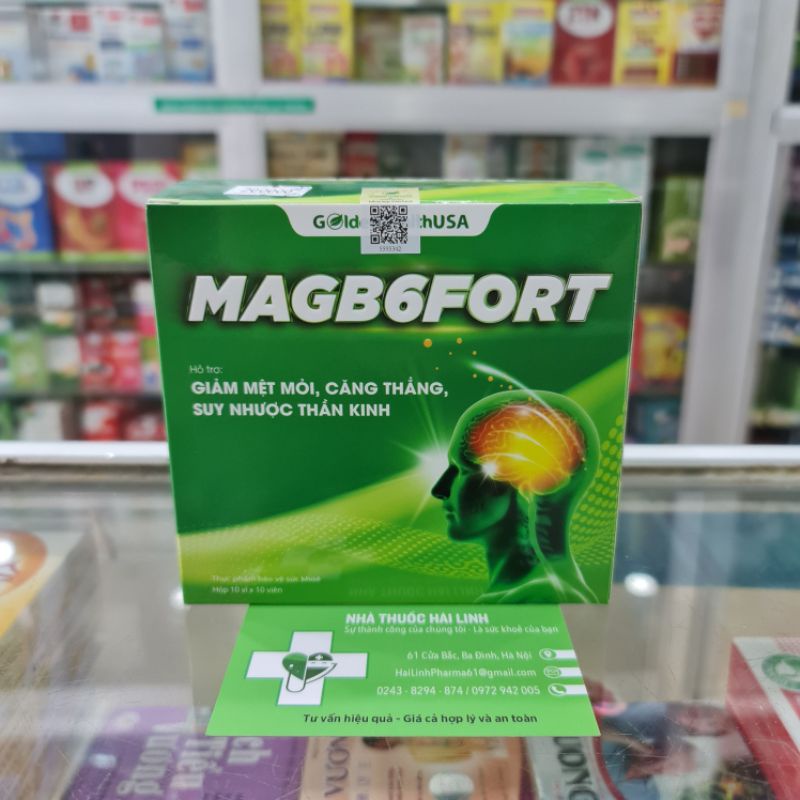 USA
5335342
MAGB6FORT
Hỗ trợ:
GIẢM MỆT MỎI, CĂNG THẲNG,
SUY NHƯỢC THẦN KINH
Thực phẩm bảo vệ sức khoẻ
Hộp 10 vỉ x 10 viên
NHÀ THUỐC HẢI LINH
Sự thành công của chúng tôi - Là sức khoẻ của bạn
61 Cửa Bắc, Ba Đình, Hà Nội
HaiLinhPharma61@gmail.com
0243 - 8294 - 874 / 0972 942 005
Tư vấn hiệu quả - Giá cả hợp lý và an toàn